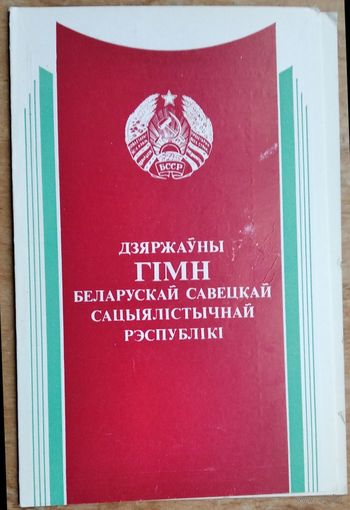 БССР
ДЗЯРЖАЎНЫ
ГІМН
БЕЛАРУСКАЙ САВЕЦКАЙ
САЦЫЯЛІСТЫЧНАЙ
РЭСПУБЛІКІ